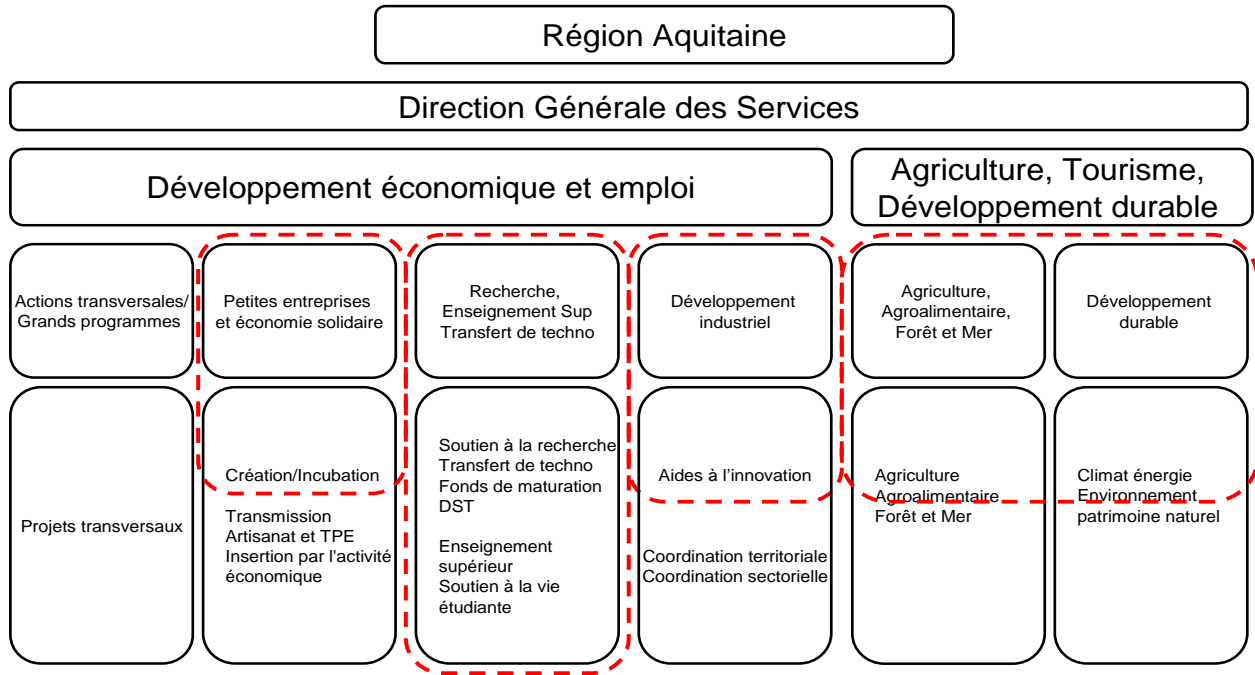 Région Aquitaine
Direction Générale des Services
Développement économique et emploi
Agriculture, Tourisme,
Développement durable
Actions transversales/
Grands programmes
Petites entreprises
et économie solidaire
Recherche,
Enseignement Sup
Transfert de techno
Développement
industriel
Agriculture,
Agroalimentaire,
Forêt et Mer
Développement
durable
Projets transversaux
Création/Incubation
Transmission
Artisanat et TPE
Insertion par l'activité
économique
Soutien à la recherche
Transfert de techno
Fonds de maturation
DST
Enseignement
supérieur
Soutien à la vie
étudiante
Aides à l'innovation
Coordination territoriale
Coordination sectorielle
Agriculture
Agroalimentaire
Forêt et Mer
Climat énergie
Environnement
patrimoine naturel